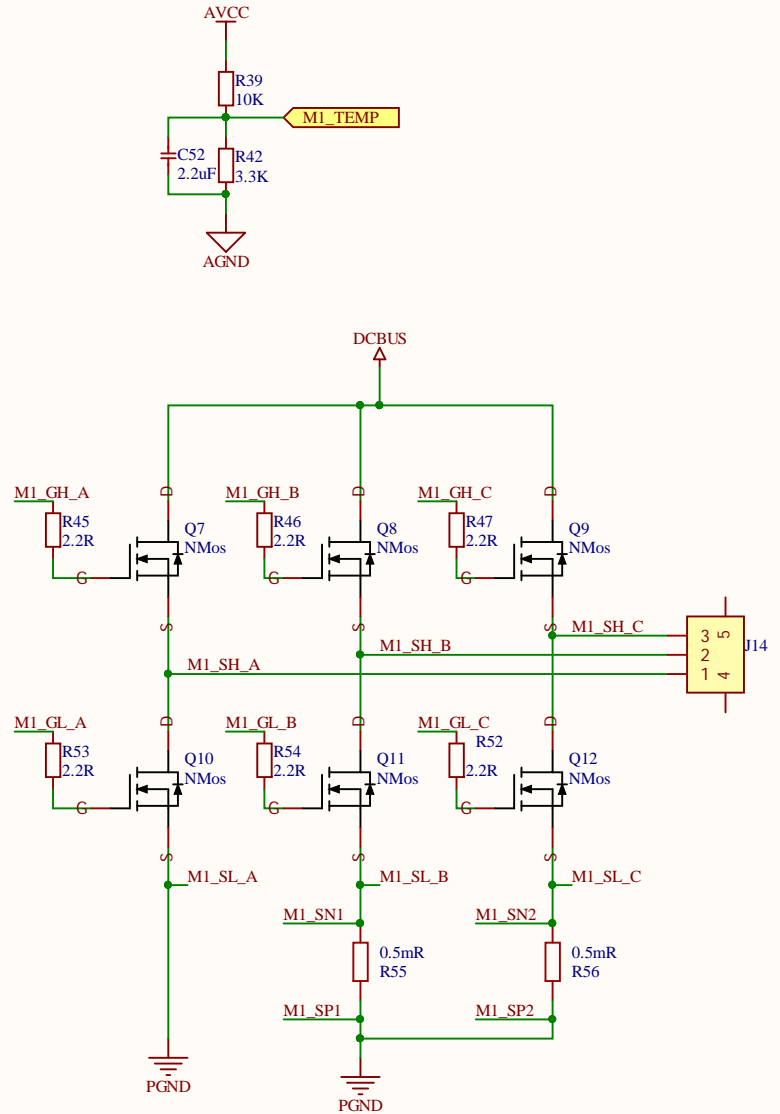 AVCC
R39
10K
M1_TEMP
C52
2.2uF
R42
3.3K
AGND
DCBUS
M1_GH_A
D
M1_GH_B
D
M1_GH_C
D
R45
2.2R
Q7
NMos
R46
2.2R
Q8
NMos
R47
2.2R
Q9
NMos
G
G
G
S
S
S
M1_SH_C
3
5
J14
M1_SH_B
2
M1_SH_A
1
4
M1_GL_A
D
M1_GL_B
D
M1_GL_C
D
R53
2.2R
Q10
NMos
R54
2.2R
Q11
NMos
R52
2.2R
Q12
NMos
G
G
G
S
S
S
M1_SL_A
M1_SL_B
M1_SL_C
M1_SN1
M1_SN2
0.5mR
R55
0.5mR
R56
M1_SP1
M1_SP2
PGND
PGND